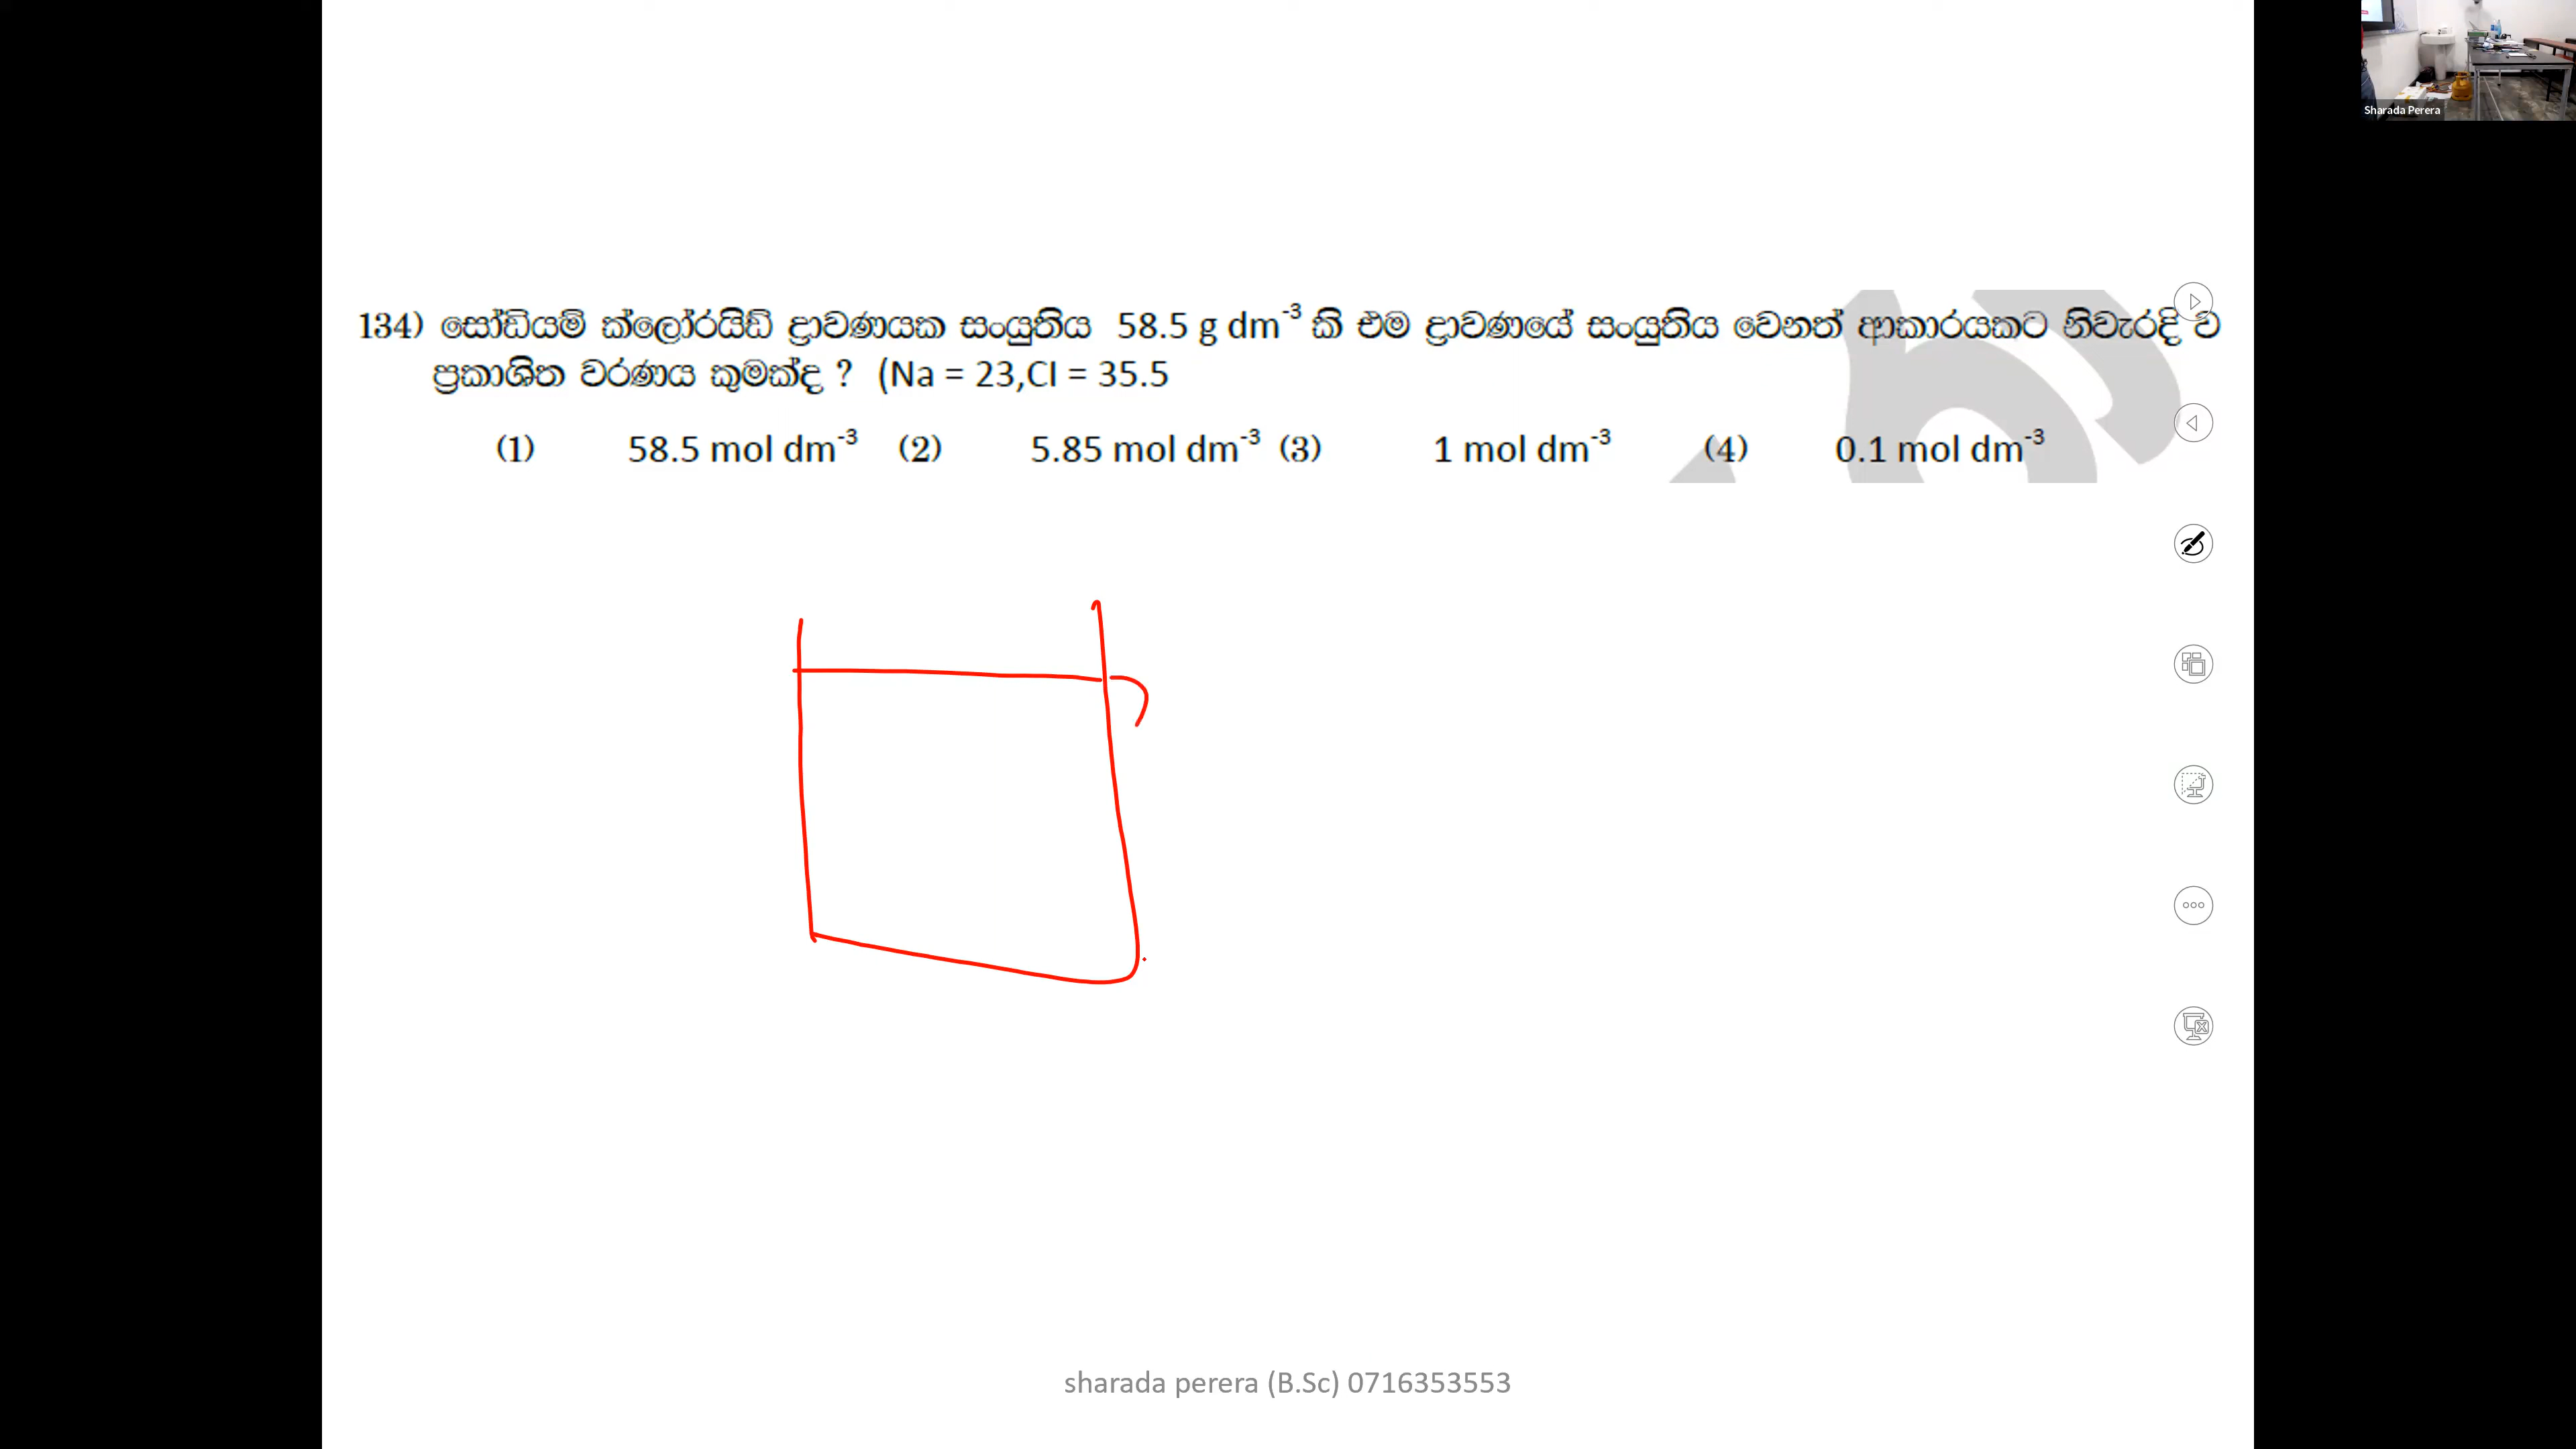 Sharada Perera
134) සෝඩියම් ක්ලෝරයිඩ් ද්‍රාවණයක සංයුතිය 58.5 g dm⁻³ කි එම ද්‍රාවණයේ සංයුතිය වෙනත් ආකාරයකට නිවැරදි ව
ප්‍රකාශිත වරණය කුමක්ද ? (Na = 23,Cl = 35.5
(1) 58.5 mol dm⁻³ (2) 5.85 mol dm⁻³ (3) 1 mol dm⁻³ (4) 0.1 mol dm⁻³
sharada perera (B.Sc) 0716353553